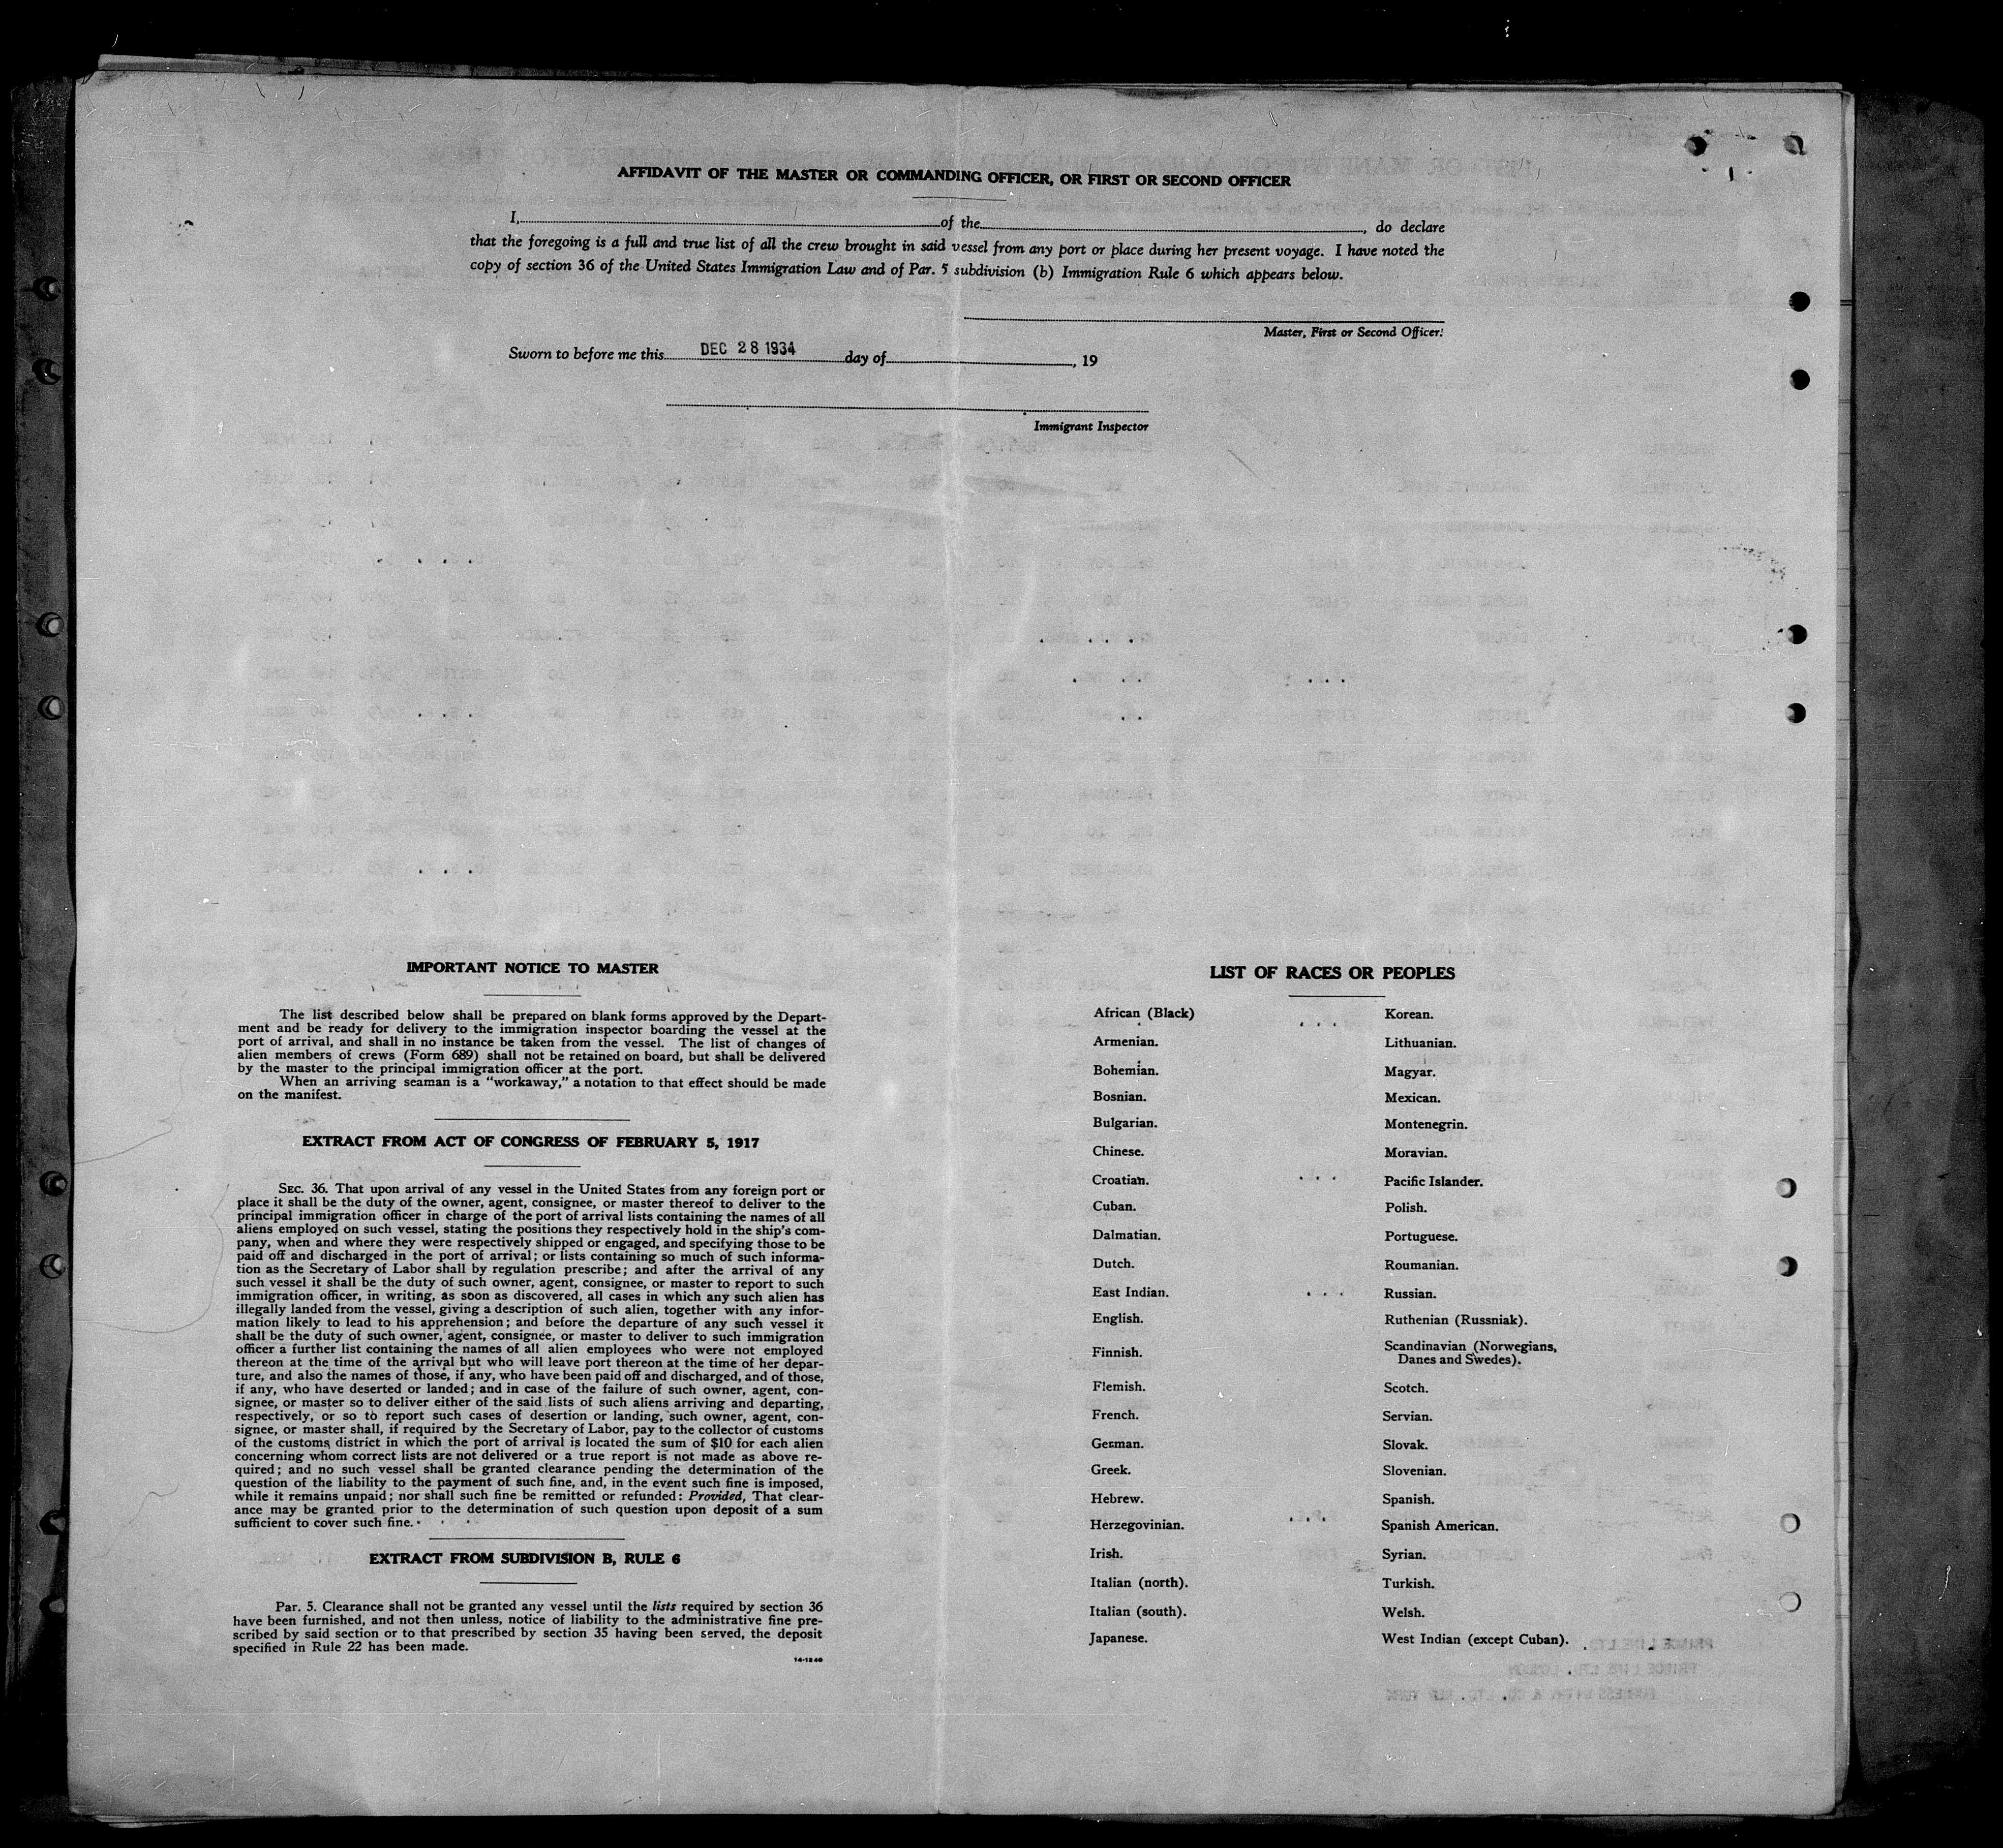 AFFIDAVIT OF THE MASTER OR COMMANDING OFFICER, OR FIRST OR SECOND OFFICER
I, of the , do declare
that the foregoing is a full and true list of all the crew brought in said vessel from any port or place during her present voyage. I have noted the
copy of section 36 of the United States Immigration Law and of Par. 5 subdivision (b) Immigration Rule 6 which appears below.
Master, First or Second Officer.
Sworn to before me this DEC 28 1934 day of , 19
Immigrant Inspector
IMPORTANT NOTICE TO MASTER
The list described below shall be prepared on blank forms approved by the Depart-
ment and be ready for delivery to the immigration inspector boarding the vessel at the
port of arrival, and shall in no instance be taken from the vessel. The list of changes of
alien members of crews (Form 689) shall not be retained on board, but shall be delivered
by the master to the principal immigration officer at the port.
When an arriving seaman is a "workaway," a notation to that effect should be made
on the manifest.
EXTRACT FROM ACT OF CONGRESS OF FEBRUARY 5, 1917
SEC. 36. That upon arrival of any vessel in the United States from any foreign port or
place it shall be the duty of the owner, agent, consignee, or master thereof to deliver to the
principal immigration officer in charge of the port of arrival lists containing the names of all
aliens employed on such vessel, stating the positions they respectively hold in the ship's com-
pany, when and where they were respectively shipped or engaged, and specifying those to be
paid off and discharged in the port of arrival; or lists containing so much of such informa-
tion as the Secretary of Labor shall by regulation prescribe; and after the arrival of any
such vessel it shall be the duty of such owner, agent, consignee, or master to report to such
immigration officer, in writing, as soon as discovered, all cases in which any such alien has
illegally landed from the vessel, giving a description of such alien, together with any infor-
mation likely to lead to his apprehension; and before the departure of any such vessel it
shall be the duty of such owner, agent, consignee, or master to deliver to such immigration
officer a further list containing the names of all alien employees who were not employed
thereon at the time of the arrival but who will leave port thereon at the time of her depar-
ture, and also the names of those, if any, who have been paid off and discharged, and of those,
if any, who have deserted or landed; and in case of the failure of such owner, agent, con-
signee, or master so to deliver either of the said lists of such aliens arriving and departing,
respectively, or so to report such cases of desertion or landing, such owner, agent, con-
signee, or master shall, if required by the Secretary of Labor, pay to the collector of customs
of the customs district in which the port of arrival is located the sum of $10 for each alien
concerning whom correct lists are not delivered or a true report is not made as above re-
quired; and no such vessel shall be granted clearance pending the determination of the
question of the liability to the payment of such fine, and, in the event such fine is imposed,
while it remains unpaid; nor shall such fine be remitted or refunded: Provided, That clear-
ance may be granted prior to the determination of such question upon deposit of a sum
sufficient to cover such fine.
EXTRACT FROM SUBDIVISION B, RULE 6
Par. 5. Clearance shall not be granted any vessel until the lists required by section 36
have been furnished, and not then unless, notice of liability to the administrative fine pre-
scribed by said section or to that prescribed by section 35 having been served, the deposit
specified in Rule 22 has been made.
14-1240
LIST OF RACES OR PEOPLES
African (Black)
Armenian.
Bohemian.
Bosnian.
Bulgarian.
Chinese.
Croatian.
Cuban.
Dalmatian.
Dutch.
East Indian.
English.
Finnish.
Flemish.
French.
German.
Greek.
Hebrew.
Herzegovinian.
Irish.
Italian (north).
Italian (south).
Japanese.
Korean.
Lithuanian.
Magyar.
Mexican.
Montenegrin.
Moravian.
Pacific Islander.
Polish.
Portuguese.
Roumanian.
Russian.
Ruthenian (Russniak).
Scandinavian (Norwegians,
Danes and Swedes).
Scotch.
Servian.
Slovak.
Slovenian.
Spanish.
Spanish American.
Syrian.
Turkish.
Welsh.
West Indian (except Cuban).